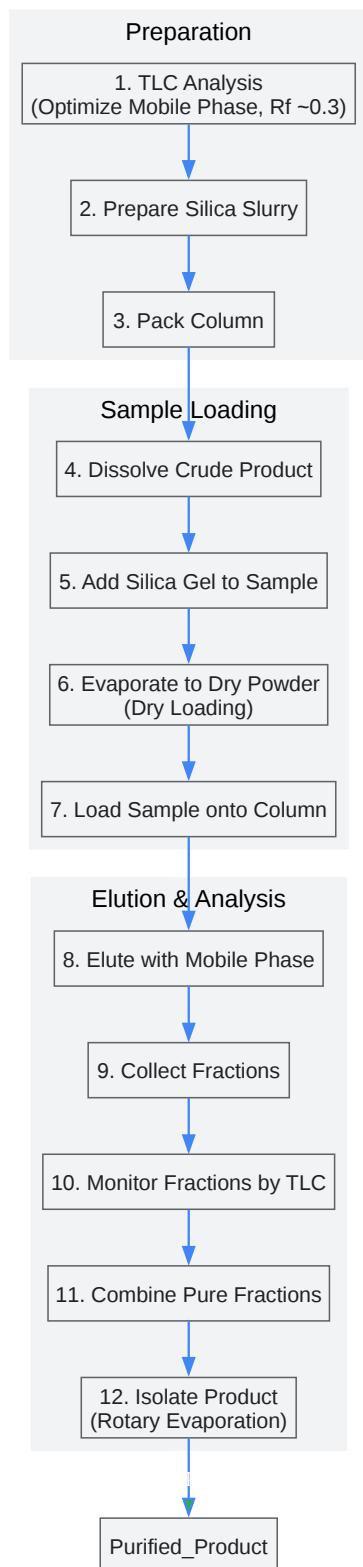 Preparation
1. TLC Analysis
(Optimize Mobile Phase, Rf ~0.3)
2. Prepare Silica Slurry
3. Pack Column
Sample Loading
4. Dissolve Crude Product
5. Add Silica Gel to Sample
6. Evaporate to Dry Powder
(Dry Loading)
7. Load Sample onto Column
Elution & Analysis
8. Elute with Mobile Phase
9. Collect Fractions
10. Monitor Fractions by TLC
11. Combine Pure Fractions
12. Isolate Product
(Rotary Evaporation)
Purified_Product